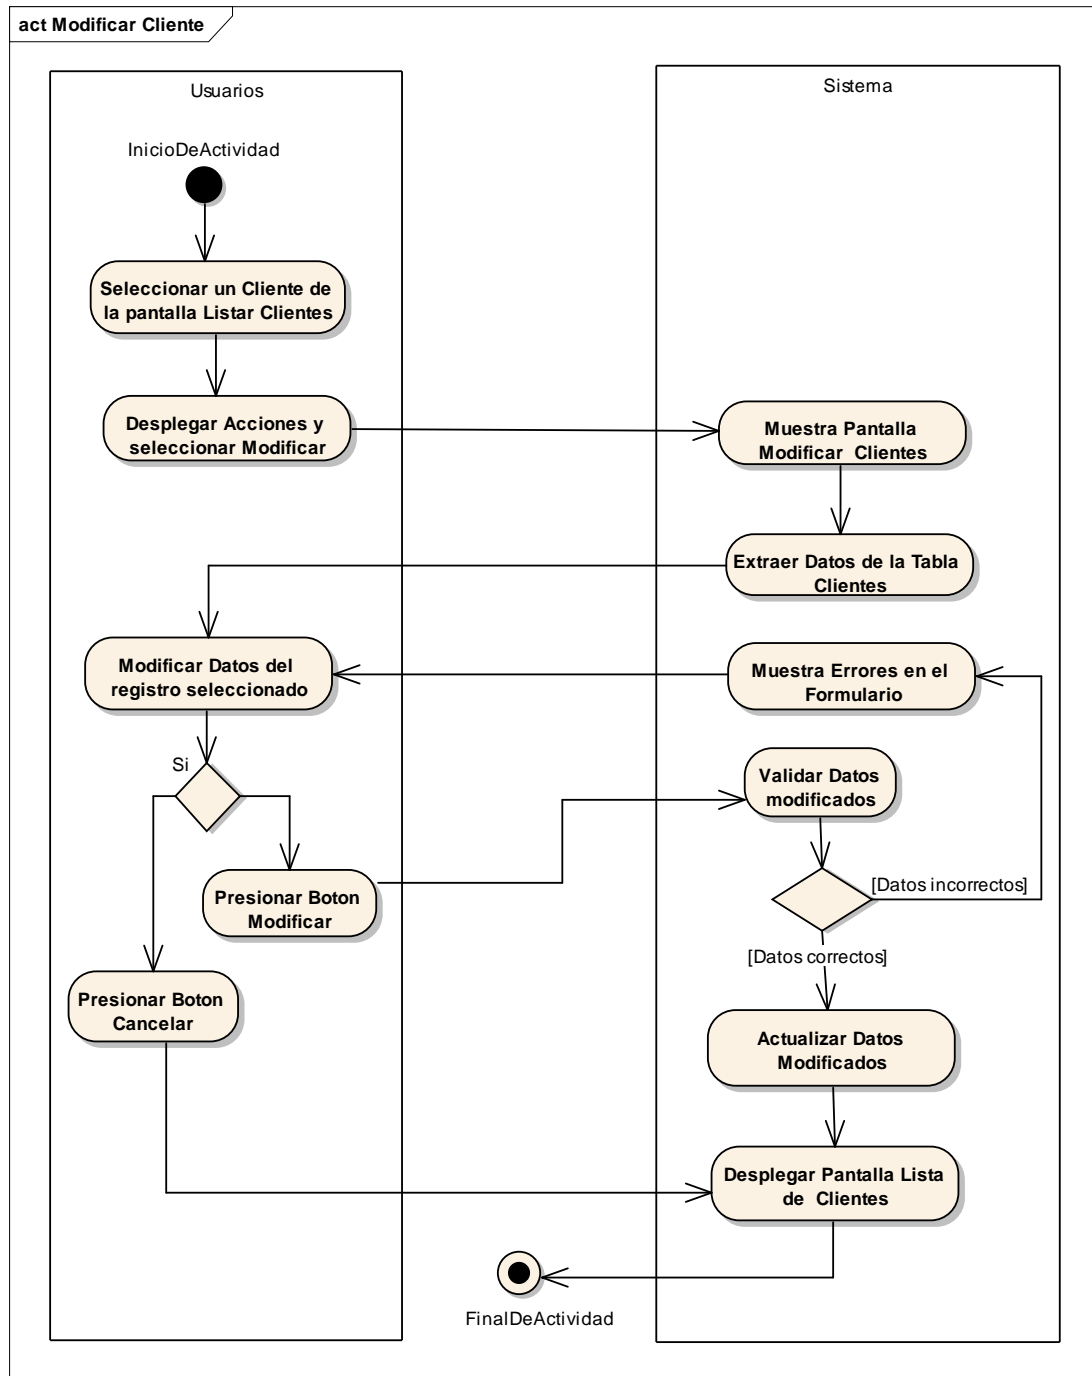 act Modificar Cliente
Usuarios
Sistema
InicioDeActividad
Seleccionar un Cliente de
la pantalla Listar Clientes
Desplegar Acciones y
seleccionar Modificar
Muestra Pantalla
Modificar Clientes
Extraer Datos de la Tabla
Clientes
Modificar Datos del
registro seleccionado
Muestra Errores en el
Formulario
Si
Validar Datos
modificados
Presionar Boton
Modificar
[Datos incorrectos]
[Datos correctos]
Presionar Boton
Cancelar
Actualizar Datos
Modificados
Desplegar Pantalla Lista
de Clientes
FinalDeActividad